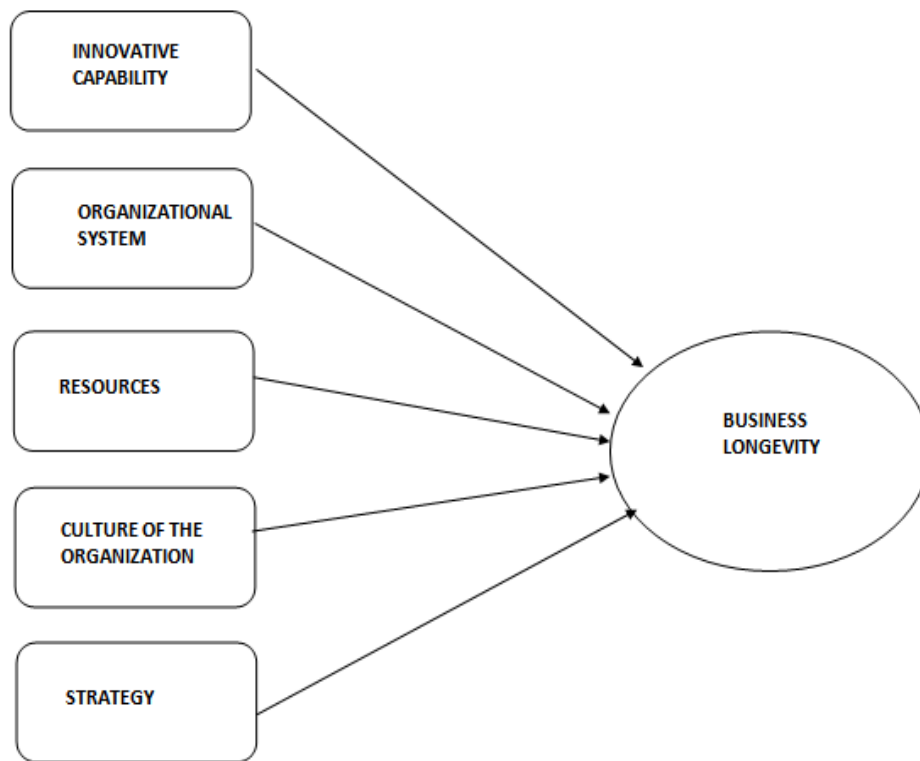 INNOVATIVE
CAPABILITY
ORGANIZATIONAL
SYSTEM
RESOURCES
CULTURE OF THE
ORGANIZATION
STRATEGY
BUSINESS
LONGEVITY